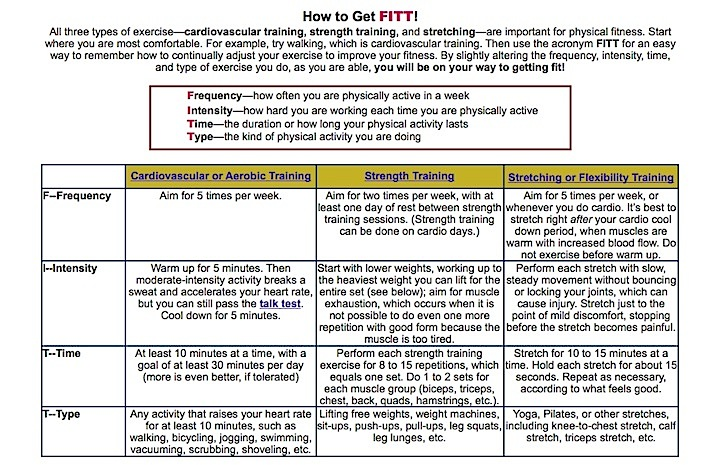 How to Get FITT!
All three types of exercise—cardiovascular training, strength training, and stretching—are important for physical fitness. Start
where you are most comfortable. For example, try walking, which is cardiovascular training. Then use the acronym FITT for an easy
way to remember how to continually adjust your exercise to improve your fitness. By slightly altering the frequency, intensity, time,
and type of exercise you do, as you are able, you will be on your way to getting fit!
Frequency—how often you are physically active in a week
Intensity—how hard you are working each time you are physically active
Time—the duration or how long your physical activity lasts
Type—the kind of physical activity you are doing
Cardiovascular or Aerobic Training
Strength Training
Stretching or Flexibility Training
F--Frequency
Aim for 5 times per week.
Aim for two times per week, with at
least one day of rest between strength
training sessions. (Strength training
can be done on cardio days.)
Aim for 5 times per week, or
whenever you do cardio. It's best to
stretch right after your cardio cool
down period, when muscles are
warm with increased blood flow. Do
not exercise before warm up.
I--Intensity
Warm up for 5 minutes. Then
moderate-intensity activity breaks a
sweat and accelerates your heart rate,
but you can still pass the talk test.
Cool down for 5 minutes.
Start with lower weights, working up to
the heaviest weight you can lift for the
entire set (see below); aim for muscle
exhaustion, which occurs when it is
not possible to do even one more
repetition with good form because the
muscle is too tired.
Perform each stretch with slow,
steady movement without bouncing
or locking your joints, which can
cause injury. Stretch just to the
point of mild discomfort, stopping
before the stretch becomes painful.
T--Time
At least 10 minutes at a time, with a
goal of at least 30 minutes per day
(more is even better, if tolerated)
Perform each strength training
exercise for 8 to 15 repetitions, which
equals one set. Do 1 to 2 sets for
each muscle group (biceps, triceps,
chest, back, quads, hamstrings, etc.).
Stretch for 10 to 15 minutes at a
time. Hold each stretch for about 15
seconds. Repeat as necessary,
according to what feels good.
T--Type
Any activity that raises your heart rate
for at least 10 minutes, such as
walking, bicycling, jogging, swimming,
vacuuming, scrubbing, shoveling, etc.
Lifting free weights, weight machines,
sit-ups, push-ups, pull-ups, leg squats,
leg lunges, etc.
Yoga, Pilates, or other stretches,
including knee-to-chest stretch, calf
stretch, triceps stretch, etc.